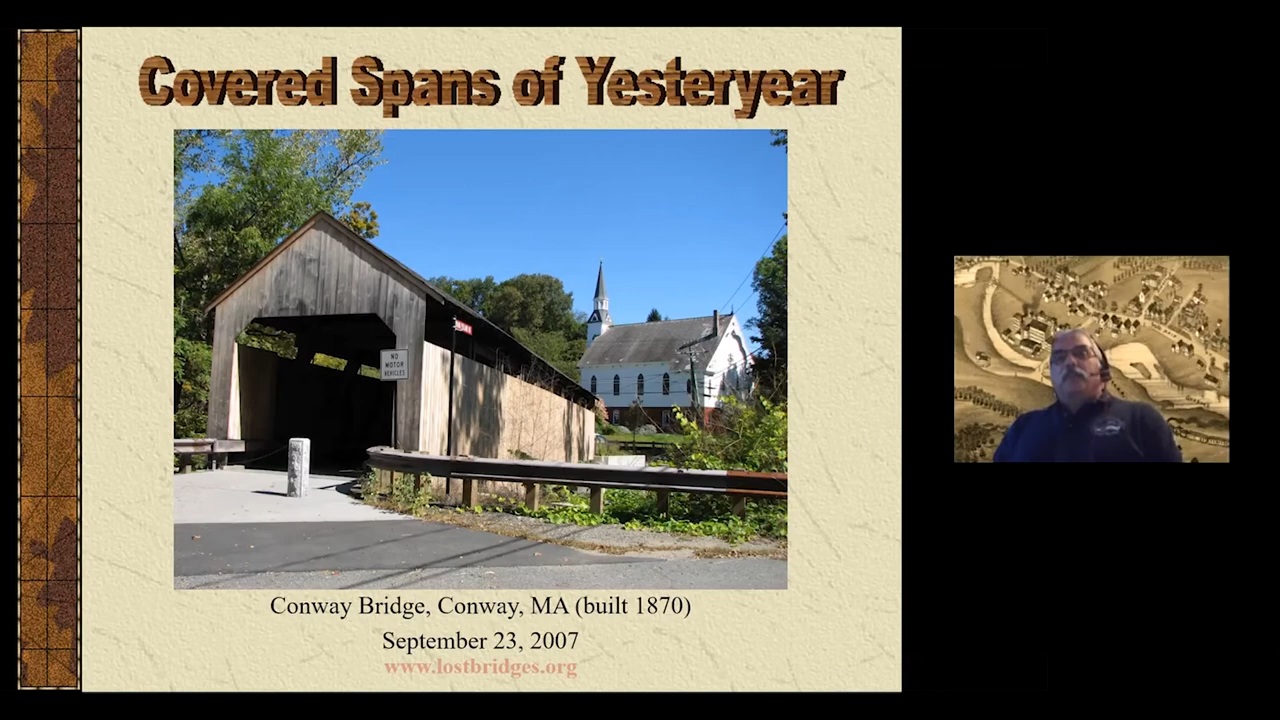 Covered Spans of Yesteryear
NO
MOTOR
VEHICLES
Conway Bridge, Conway, MA (built 1870)
September 23, 2007
www.lostbridges.org